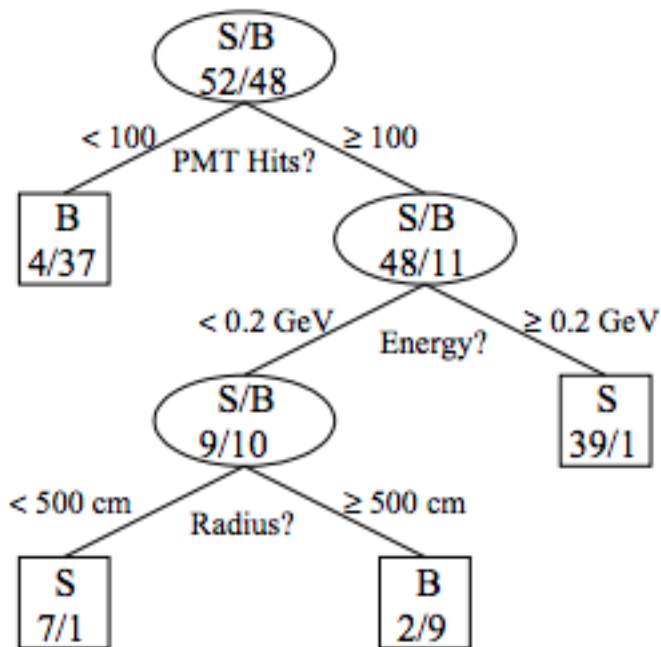 S/B
52/48
< 100
PMT Hits?
≥ 100
B
4/37
S/B
48/11
< 0.2 GeV
Energy?
≥ 0.2 GeV
S/B
9/10
S
39/1
< 500 cm
Radius?
≥ 500 cm
S
7/1
B
2/9